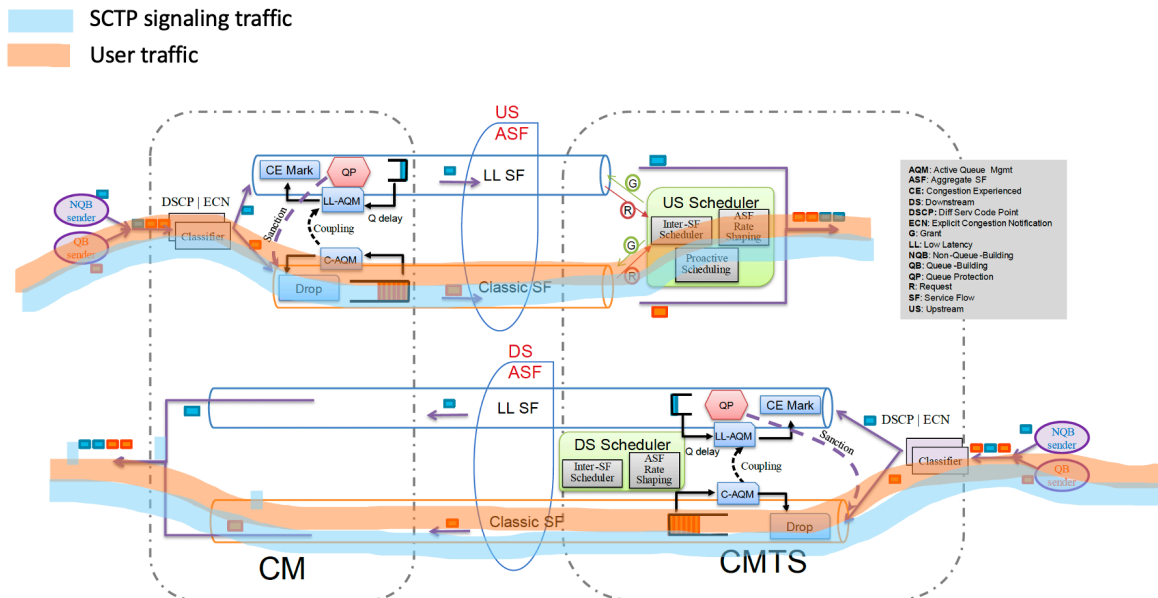 SCTP signaling traffic
User traffic
US
ASF
CE Mark
QP
LL SF
LL-AQM
Q delay
DSCP | ECN
NQB
sender
QB
sender
Classifier
Sanction
Coupling
C-AQM
Drop
Classic SF
G
R
G
R
US Scheduler
Inter-SF
Scheduler
ASF
Rate
Shaping
Proactive
Scheduling
AQM: Active Queue Mgmt
ASF: Aggregate SF
CE: Congestion Experienced
DS: Downstream
DSCP: Diff Serv Code Point
ECN: Explicit Congestion Notification
G: Grant
LL: Low Latency
NQB: Non-Queue-Building
QB: Queue -Building
QP: Queue Protection
R: Request
SF: Service Flow
US: Upstream
DS
ASF
LL SF
QP
CE Mark
DSCP | ECN
LL-AQM
Q delay
Sanction
Coupling
DS Scheduler
Inter-SF
Scheduler
ASF
Rate
Shaping
C-AQM
Drop
Classic SF
Classifier
NQB
sender
QB
sender
CM
CMTS